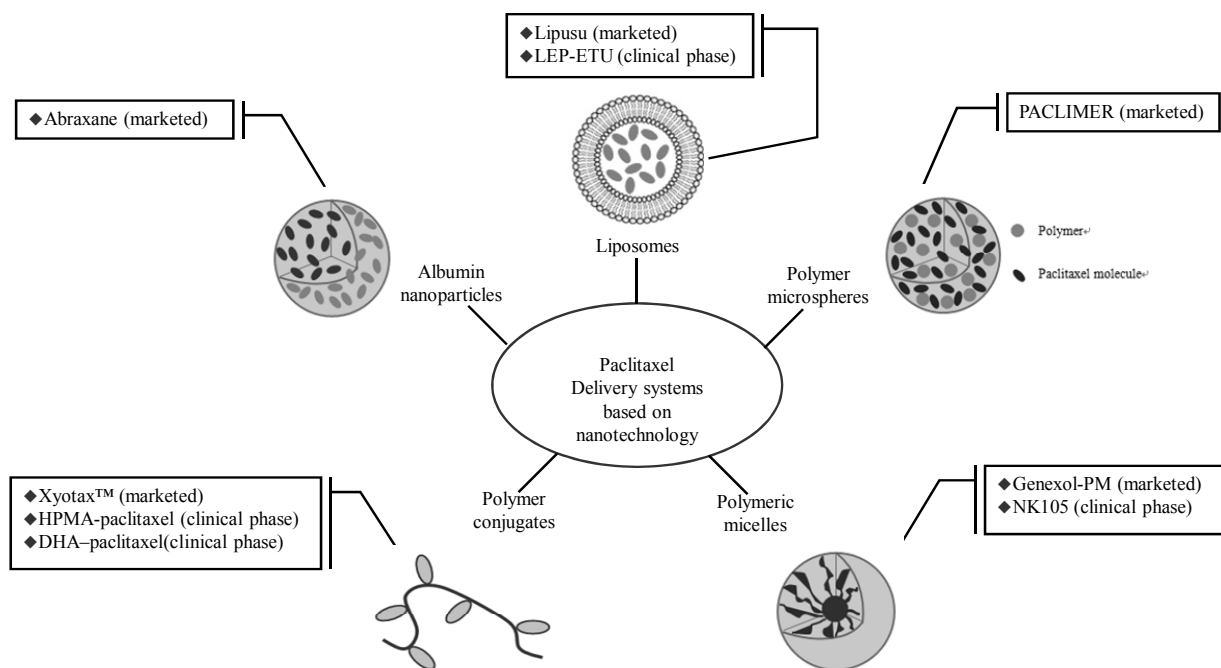 ◆Lipusu (marketed)
◆LEP-ETU (clinical phase)
◆Abraxane (marketed)
PACLIMER (marketed)
Polymer↵
Paclitaxel molecule↵
Liposomes
Albumin
nanoparticles
Polymer
microspheres
Paclitaxel
Delivery systems
based on
nanotechnology
◆Xyotax™ (marketed)
◆HPMA-paclitaxel (clinical phase)
◆DHA–paclitaxel(clinical phase)
Polymer
conjugates
Polymeric
micelles
◆Genexol-PM (marketed)
◆NK105 (clinical phase)